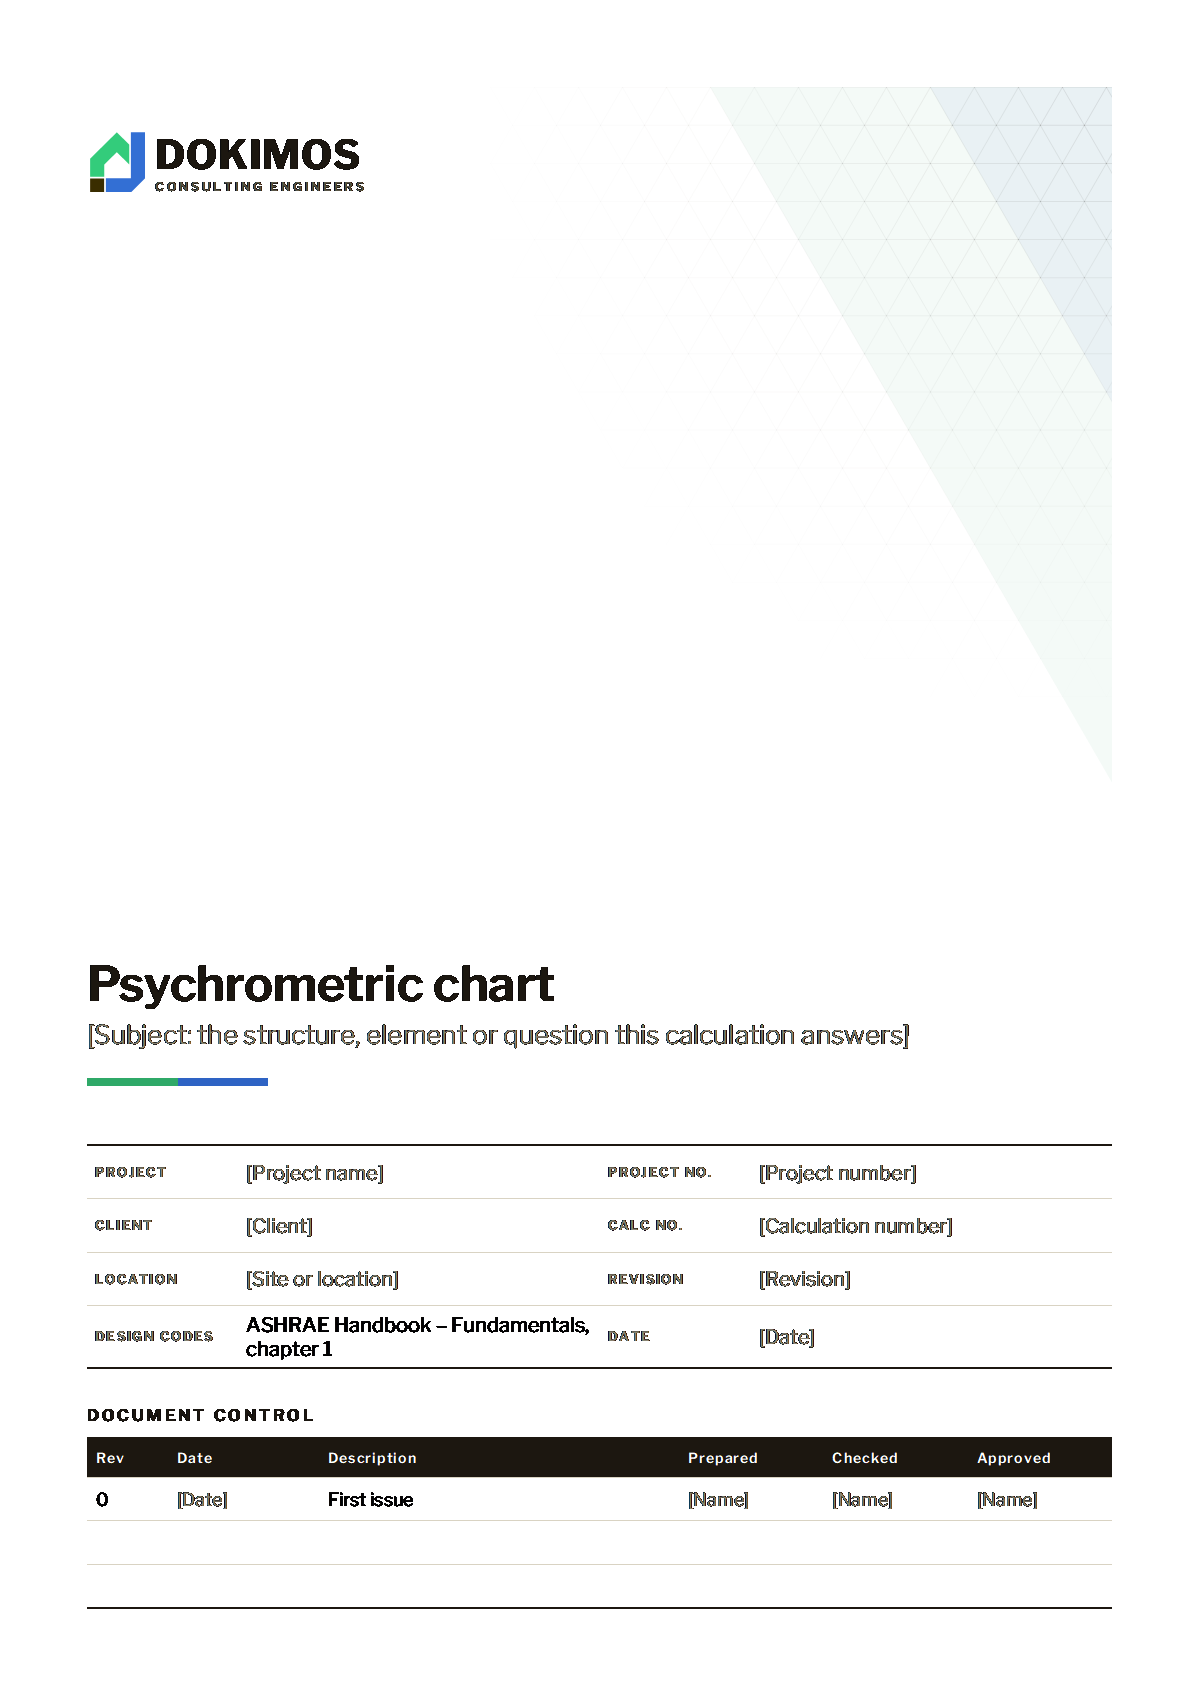 DOKIMOS
CONSULTING ENGINEERS
Psychrometric chart
[Subject: the structure, element or question this calculation answers]
PROJECT [Project name] PROJECT NO. [Project number]
CLIENT [Client] CALC NO. [Calculation number]
LOCATION [Site or location] REVISION [Revision]
DESIGN CODES ASHRAE Handbook – Fundamentals, chapter 1 DATE [Date]
DOCUMENT CONTROL
Rev Date Description Prepared Checked Approved
0 [Date] First issue [Name] [Name] [Name]